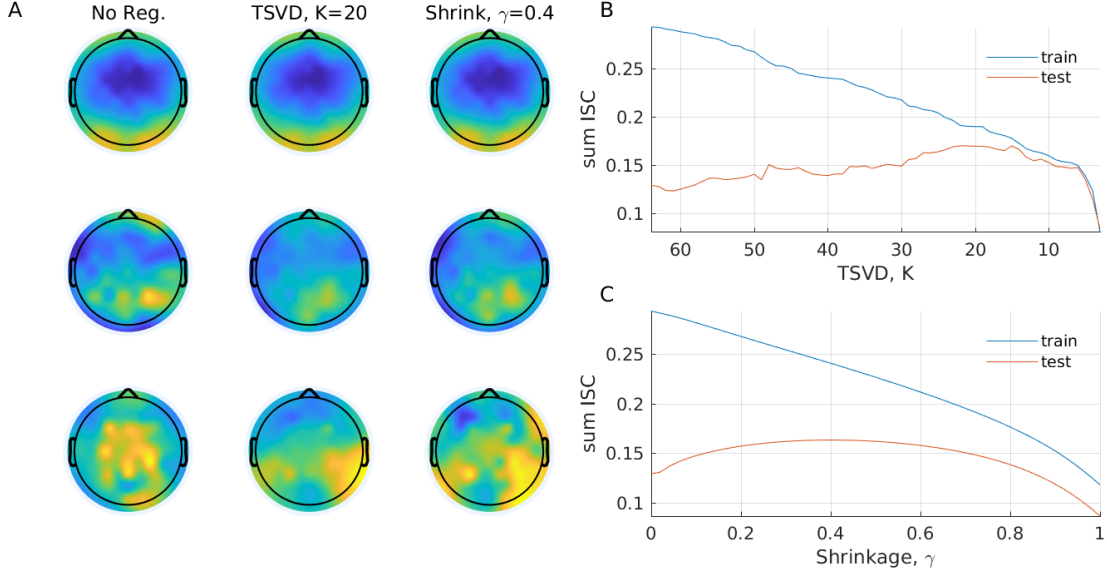 A
No Reg.
TSVD, K=20
Shrink, γ=0.4
B
sum ISC
0.25
0.2
0.15
0.1
train
test
60
50
40
30
20
10
TSVD, K
C
sum ISC
0.25
0.2
0.15
0.1
train
test
0
0.2
0.4
0.6
0.8
1
Shrinkage, γ